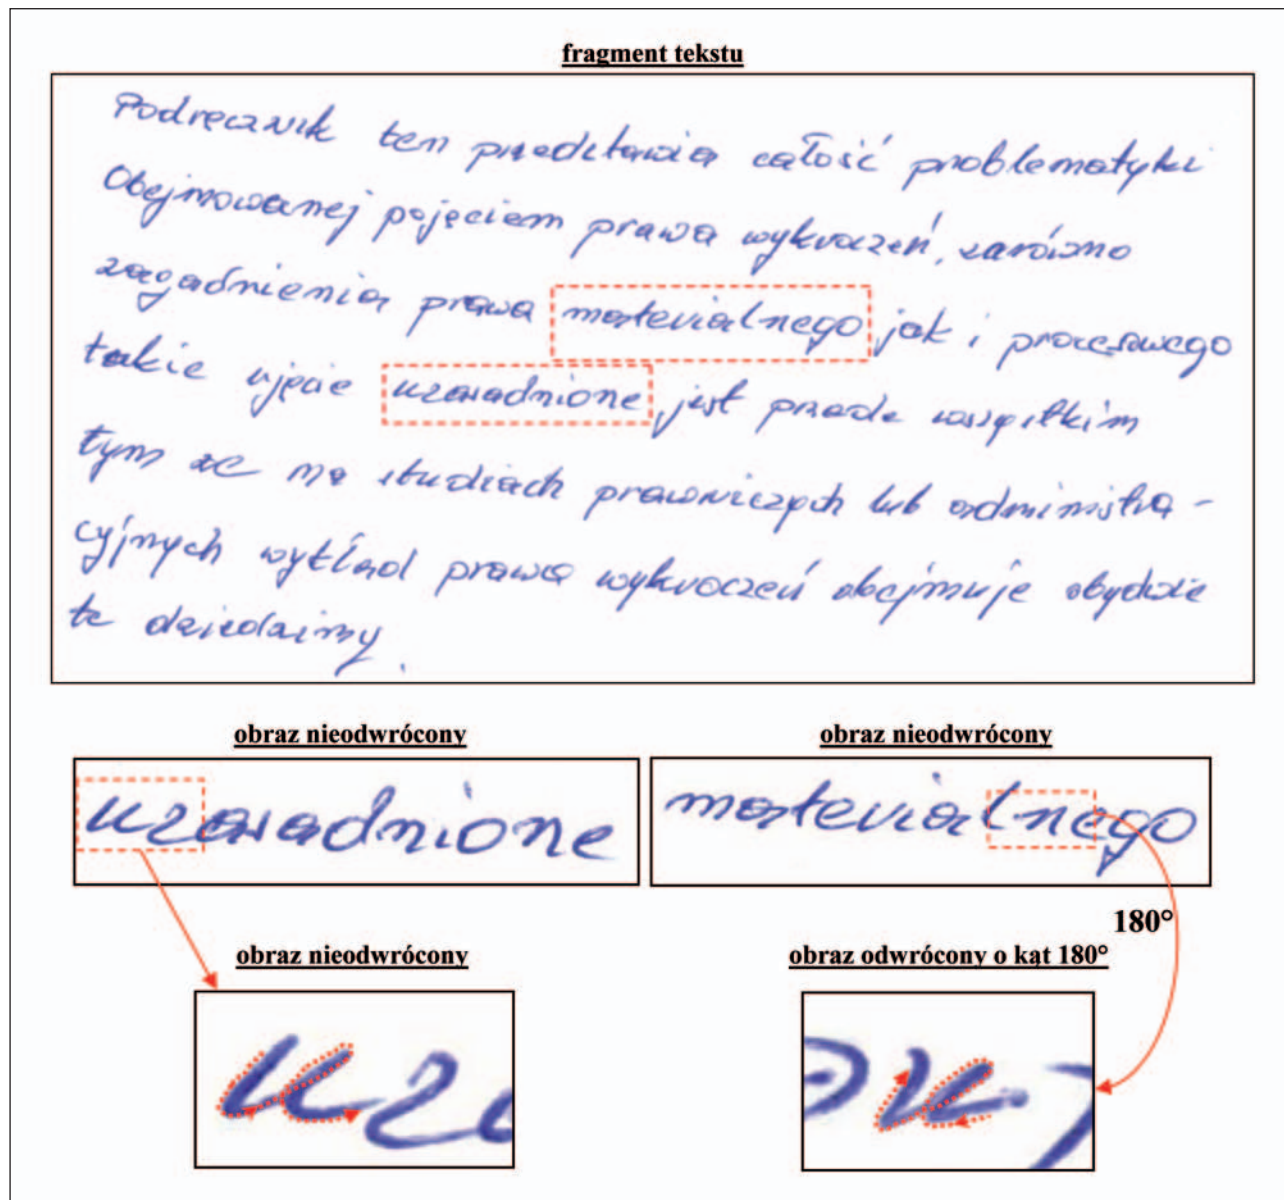 fragment tekstu
Podręcznik ten przedstawia całość problematyki
Obejmowanej pojęciem prawa wykroczeń, zarówno
zagadnienia prawa materialnego jak i procesowego
takie ujęcie uzasadnione jest przede wszystkim
tym że na studiach prawniczych lub administra-
cyjnych wykład prawa wykroczeń obejmuje obydwie
te dziedziny.
obraz nieodwrócony
obraz nieodwrócony
uzasadnione
materialnego
180°
obraz nieodwrócony
obraz odwrócony o kąt 180°